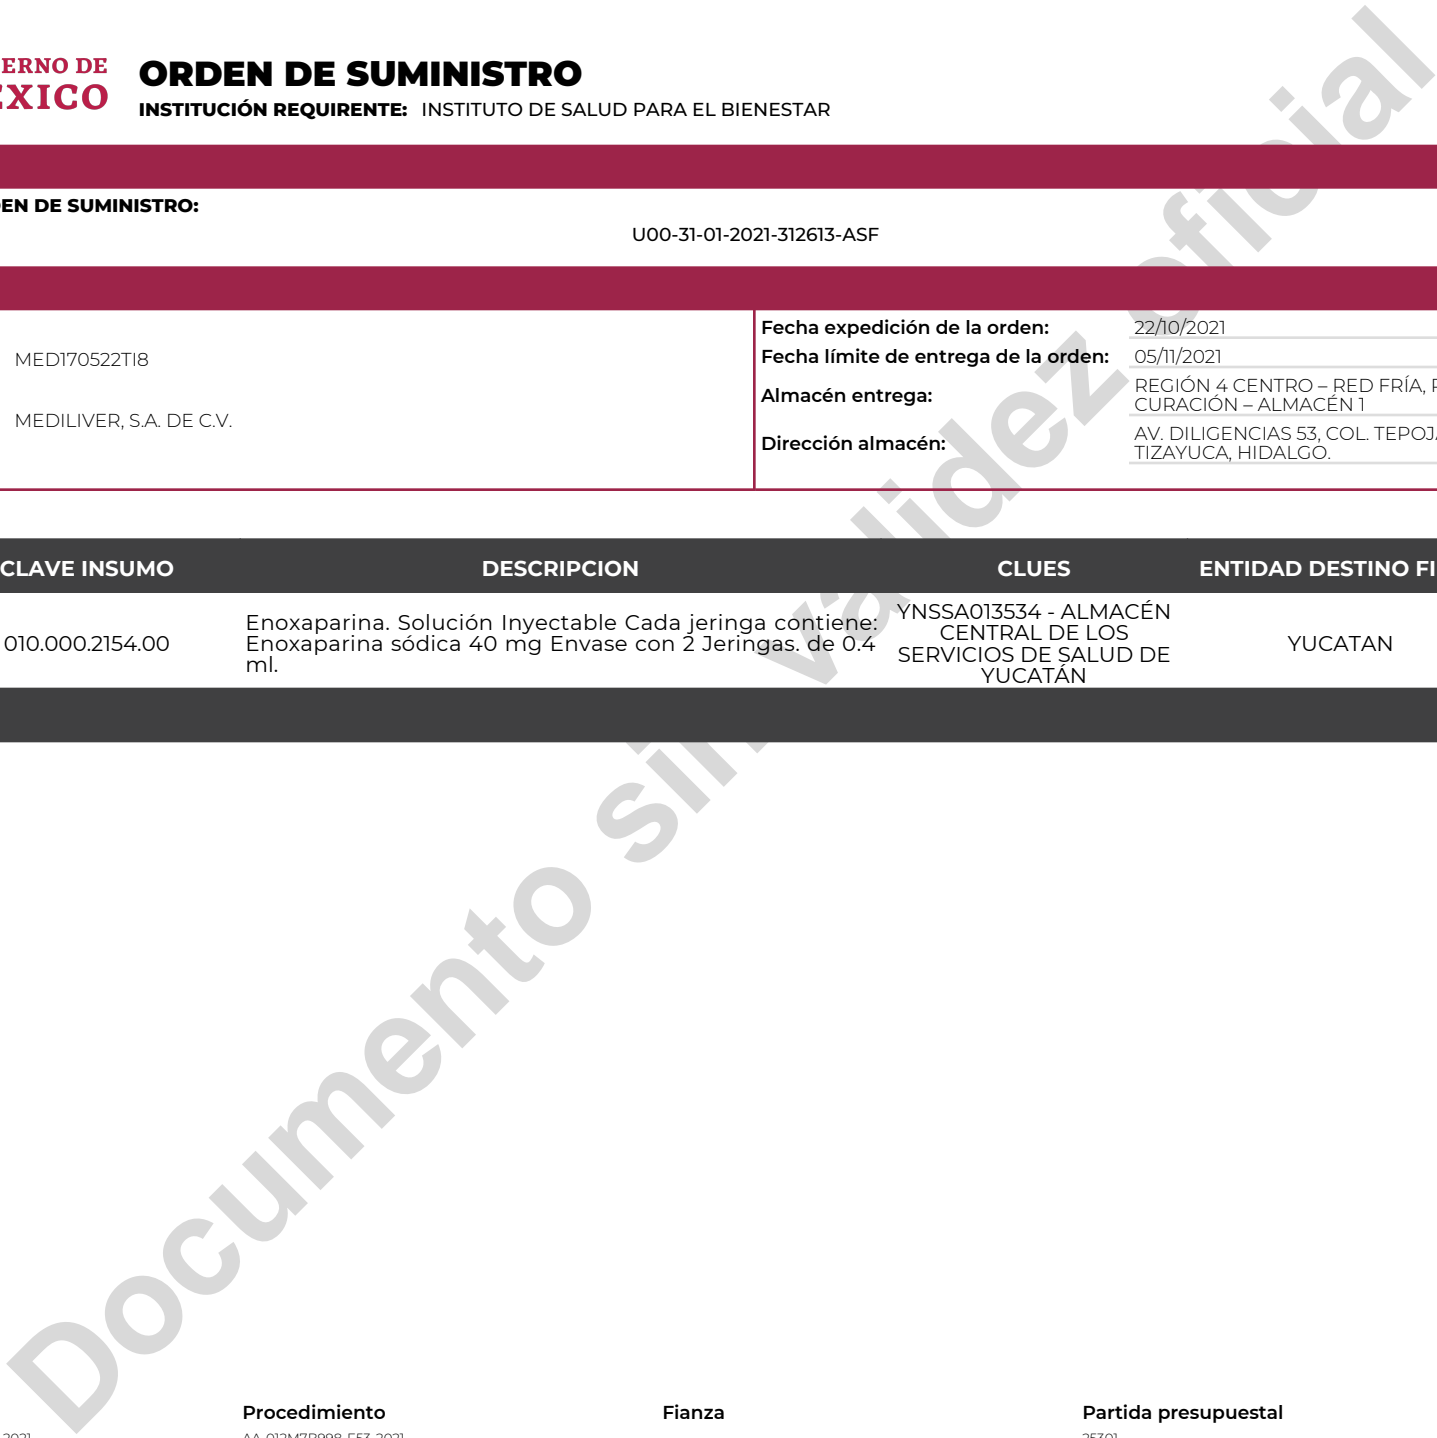 ERNO DE
EXICO
ORDEN DE SUMINISTRO
INSTITUCIÓN REQUIRENTE: INSTITUTO DE SALUD PARA EL BIENESTAR
EN DE SUMINISTRO:
U00-31-01-2021-312613-ASF
MED170522TI8
MEDILIVER, S.A. DE C.V.
Fecha expedición de la orden: 22/10/2021
Fecha límite de entrega de la orden: 05/11/2021
Almacén entrega: REGIÓN 4 CENTRO – RED FRÍA,
CURACIÓN – ALMACÉN 1
Dirección almacén: AV. DILIGENCIAS 53, COL. TEPOJ
TIZAYUCA, HIDALGO.
CLAVE INSUMO DESCRIPCION CLUES ENTIDAD DESTINO FI
010.000.2154.00
Enoxaparina. Solución Inyectable Cada jeringa contiene:
Enoxaparina sódica 40 mg Envase con 2 Jeringas. de 0.4
ml.
YNSSA013534 - ALMACÉN
CENTRAL DE LOS
SERVICIOS DE SALUD DE
YUCATÁN
YUCATAN
Documento sin validez oficial
Procedimiento Fianza Partida presupuestal